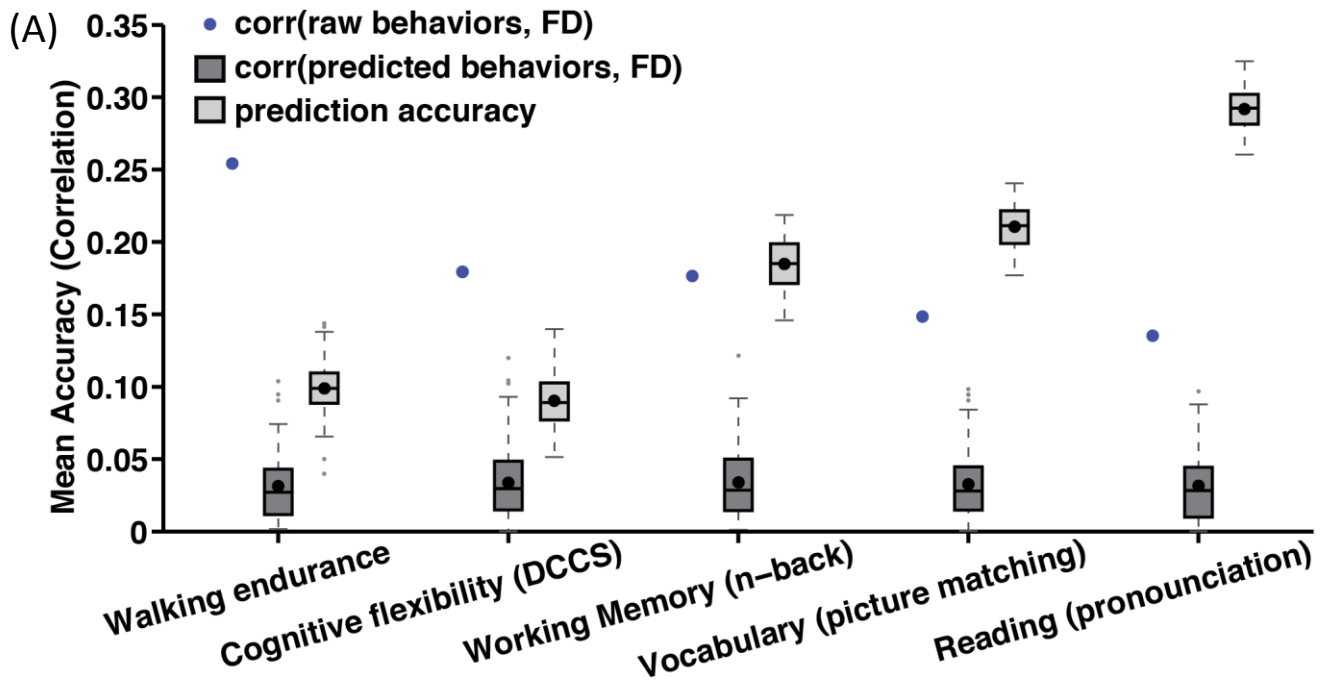 (A)
corr(raw behaviors, FD)
corr(predicted behaviors, FD)
prediction accuracy
Mean Accuracy (Correlation)
0.35
0.30
0.25
0.20
0.15
0.10
0.05
0
Walking endurance
Cognitive flexibility (DCCS)
Working Memory (n−back)
Vocabulary (picture matching)
Reading (pronounciation)